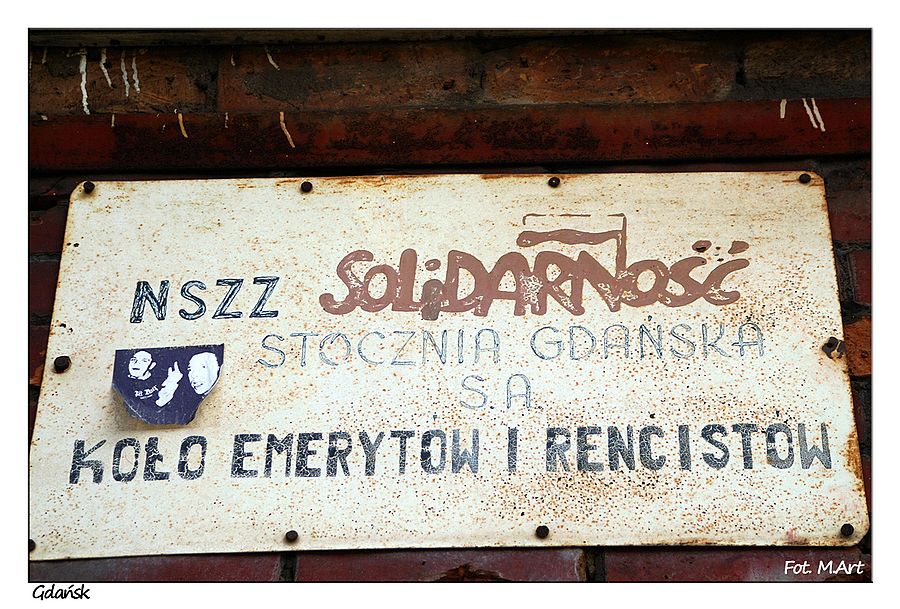 NSZZ SOLiDARNOŚĆ
STOCZNIA GDAŃSKA
S.A.
KOŁO EMERYTÓW I RENCISTÓW
Fot. M.Art
Gdańsk